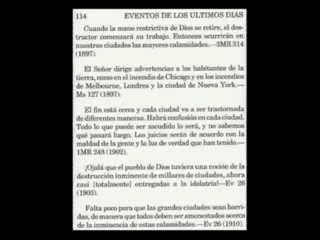 114 EVENTOS DE LOS ULTIMOS DIAS
Cuando la mano restrictiva de Dios se retire, el des-
tructor comenzará su trabajo. Entonces ocurrirán en
nuestras ciudades las mayores calamidades.—3MR 314
(1897).
El Señor dirige advertencias a los habitantes de la
tierra, como en el incendio de Chicago y en los incendios
de Melbourne, Londres y la ciudad de Nueva York.—
Ms 127 (1897).
El fin está cerca y cada ciudad va a ser trastornada
de diferentes maneras. Habrá confusión en cada ciudad.
Todo lo que puede ser sacudido lo será, y no sabemos
qué pasará luego. Los juicios serán de acuerdo con la
maldad de la gente y la luz de verdad que han tenido.—
1MR 248 (1902).
¡Ojalá que el pueblo de Dios tuviera una noción de la
destrucción inminente de millares de ciudades, ahora
casi [totalmente] entregadas a la idolatría!—Ev 26
(1903).
Falta poco para que las grandes ciudades sean barri-
das, de manera que todos deben ser amonestados acerca
de la inminencia de estas calamidades.—Ev 26 (1910).